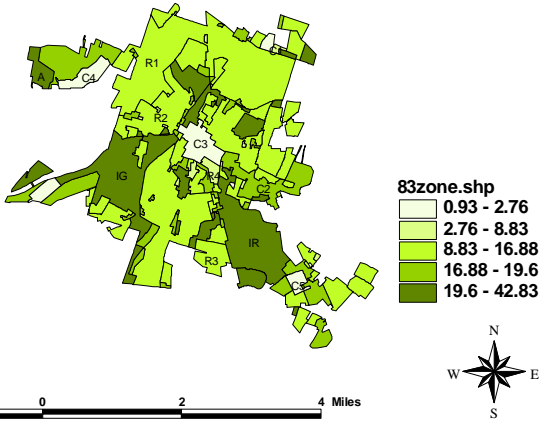 C1
R1
A
C4
R2
C3
IG
R4
C2
IR
R3
C5
83zone.shp
0.93 - 2.76
2.76 - 8.83
8.83 - 16.88
16.88 - 19.6
19.6 - 42.83
N
W E
S
0 2 4 Miles